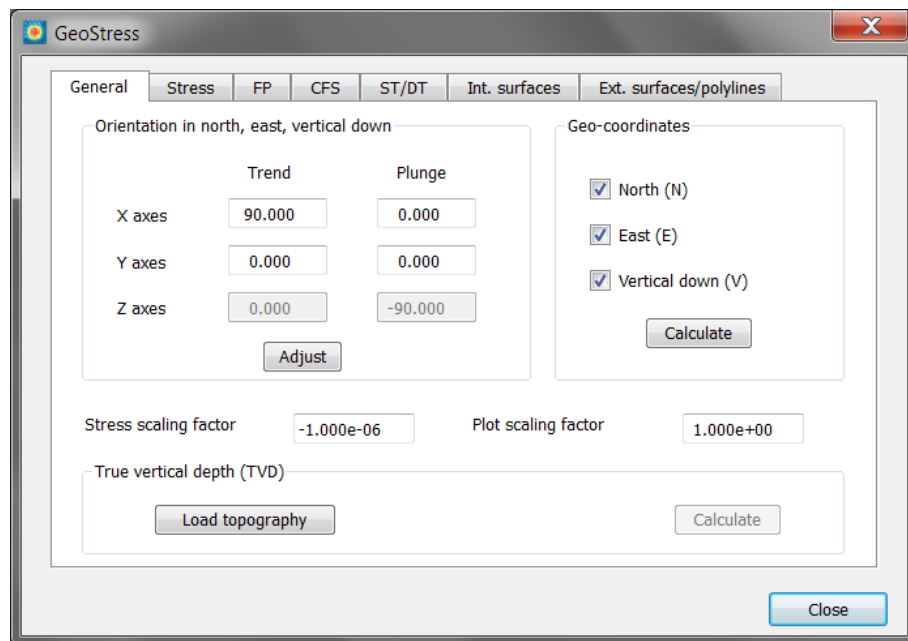 GeoStress
General Stress FP CFS ST/DT Int. surfaces Ext. surfaces/polylines
Orientation in north, east, vertical down
Trend Plunge
X axes 90.000 0.000
Y axes 0.000 0.000
Z axes 0.000 -90.000
Adjust
Geo-coordinates
North (N)
East (E)
Vertical down (V)
Calculate
Stress scaling factor -1.000e-06 Plot scaling factor 1.000e+00
True vertical depth (TVD)
Load topography Calculate
Close